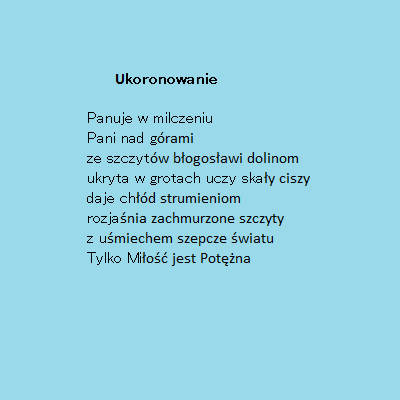 Ukoronowanie
Panuje w milczeniu
Pani nad górami
ze szczytów błogosławi dolinom
ukryta w grotach uczy skały ciszy
daje chłód strumieniom
rozjaśnia zachmurzone szczyty
z uśmiechem szepcze światu
Tylko Miłość jest Potężna